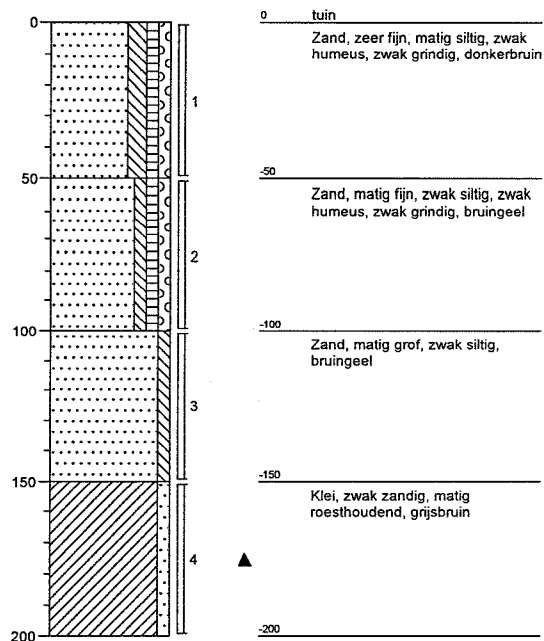 0
0 tuin
Zand, zeer fijn, matig siltig, zwak
humeus, zwak grindig, donkerbruin
1
50
-50
Zand, matig fijn, zwak siltig, zwak
humeus, zwak grindig, bruingeel
2
100
-100
Zand, matig grof, zwak siltig,
bruingeel
3
150
-150
Klei, zwak zandig, matig
roesthoudend, grijsbruin
4
200
-200